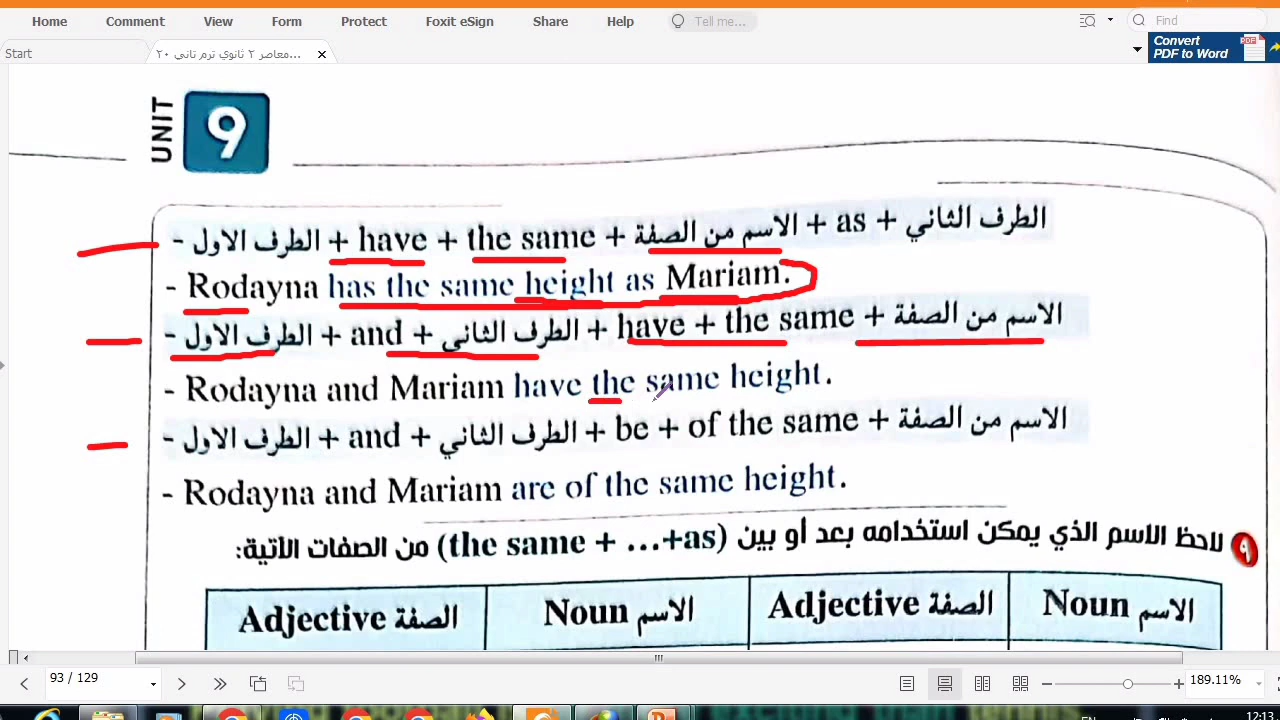 Home Comment View Form Protect Foxit eSign Share Help Tell me... Find
Start
معاصر ٢ ثانوي ترم تاني ٢٠...
Convert
PDF to Word
UNIT 9
- الطرف الاول + have + the same + الاسم من الصفة + as + الطرف الثاني
- Rodayna has the same height as Mariam.
- الطرف الاول + and + الطرف الثاني + have + the same + الاسم من الصفة
- Rodayna and Mariam have the same height.
- الطرف الاول + and + الطرف الثاني + be + of the same + الاسم من الصفة
- Rodayna and Mariam are of the same height.
٩ لاحظ الاسم الذي يمكن استخدامه بعد أو بين (the same + ...+as) من الصفات الآتية:
Adjective الصفة Noun الاسم Adjective الصفة Noun الاسم
93 / 129
189.11%
EN 12:13